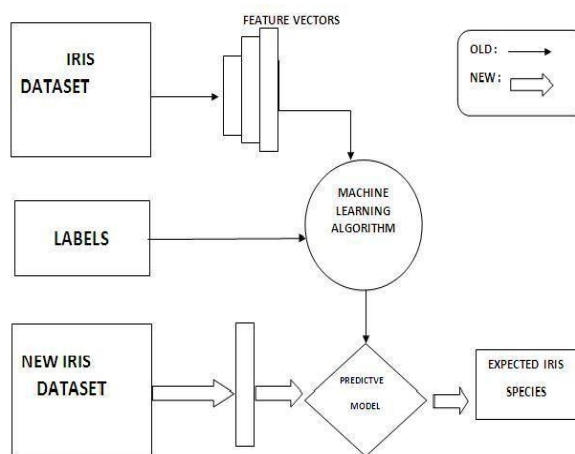 FEATURE VECTORS
IRIS
DATASET
OLD:
NEW:
MACHINE
LEARNING
ALGORITHM
LABELS
NEW IRIS
DATASET
PREDICTVE
MODEL
EXPECTED IRIS
SPECIES